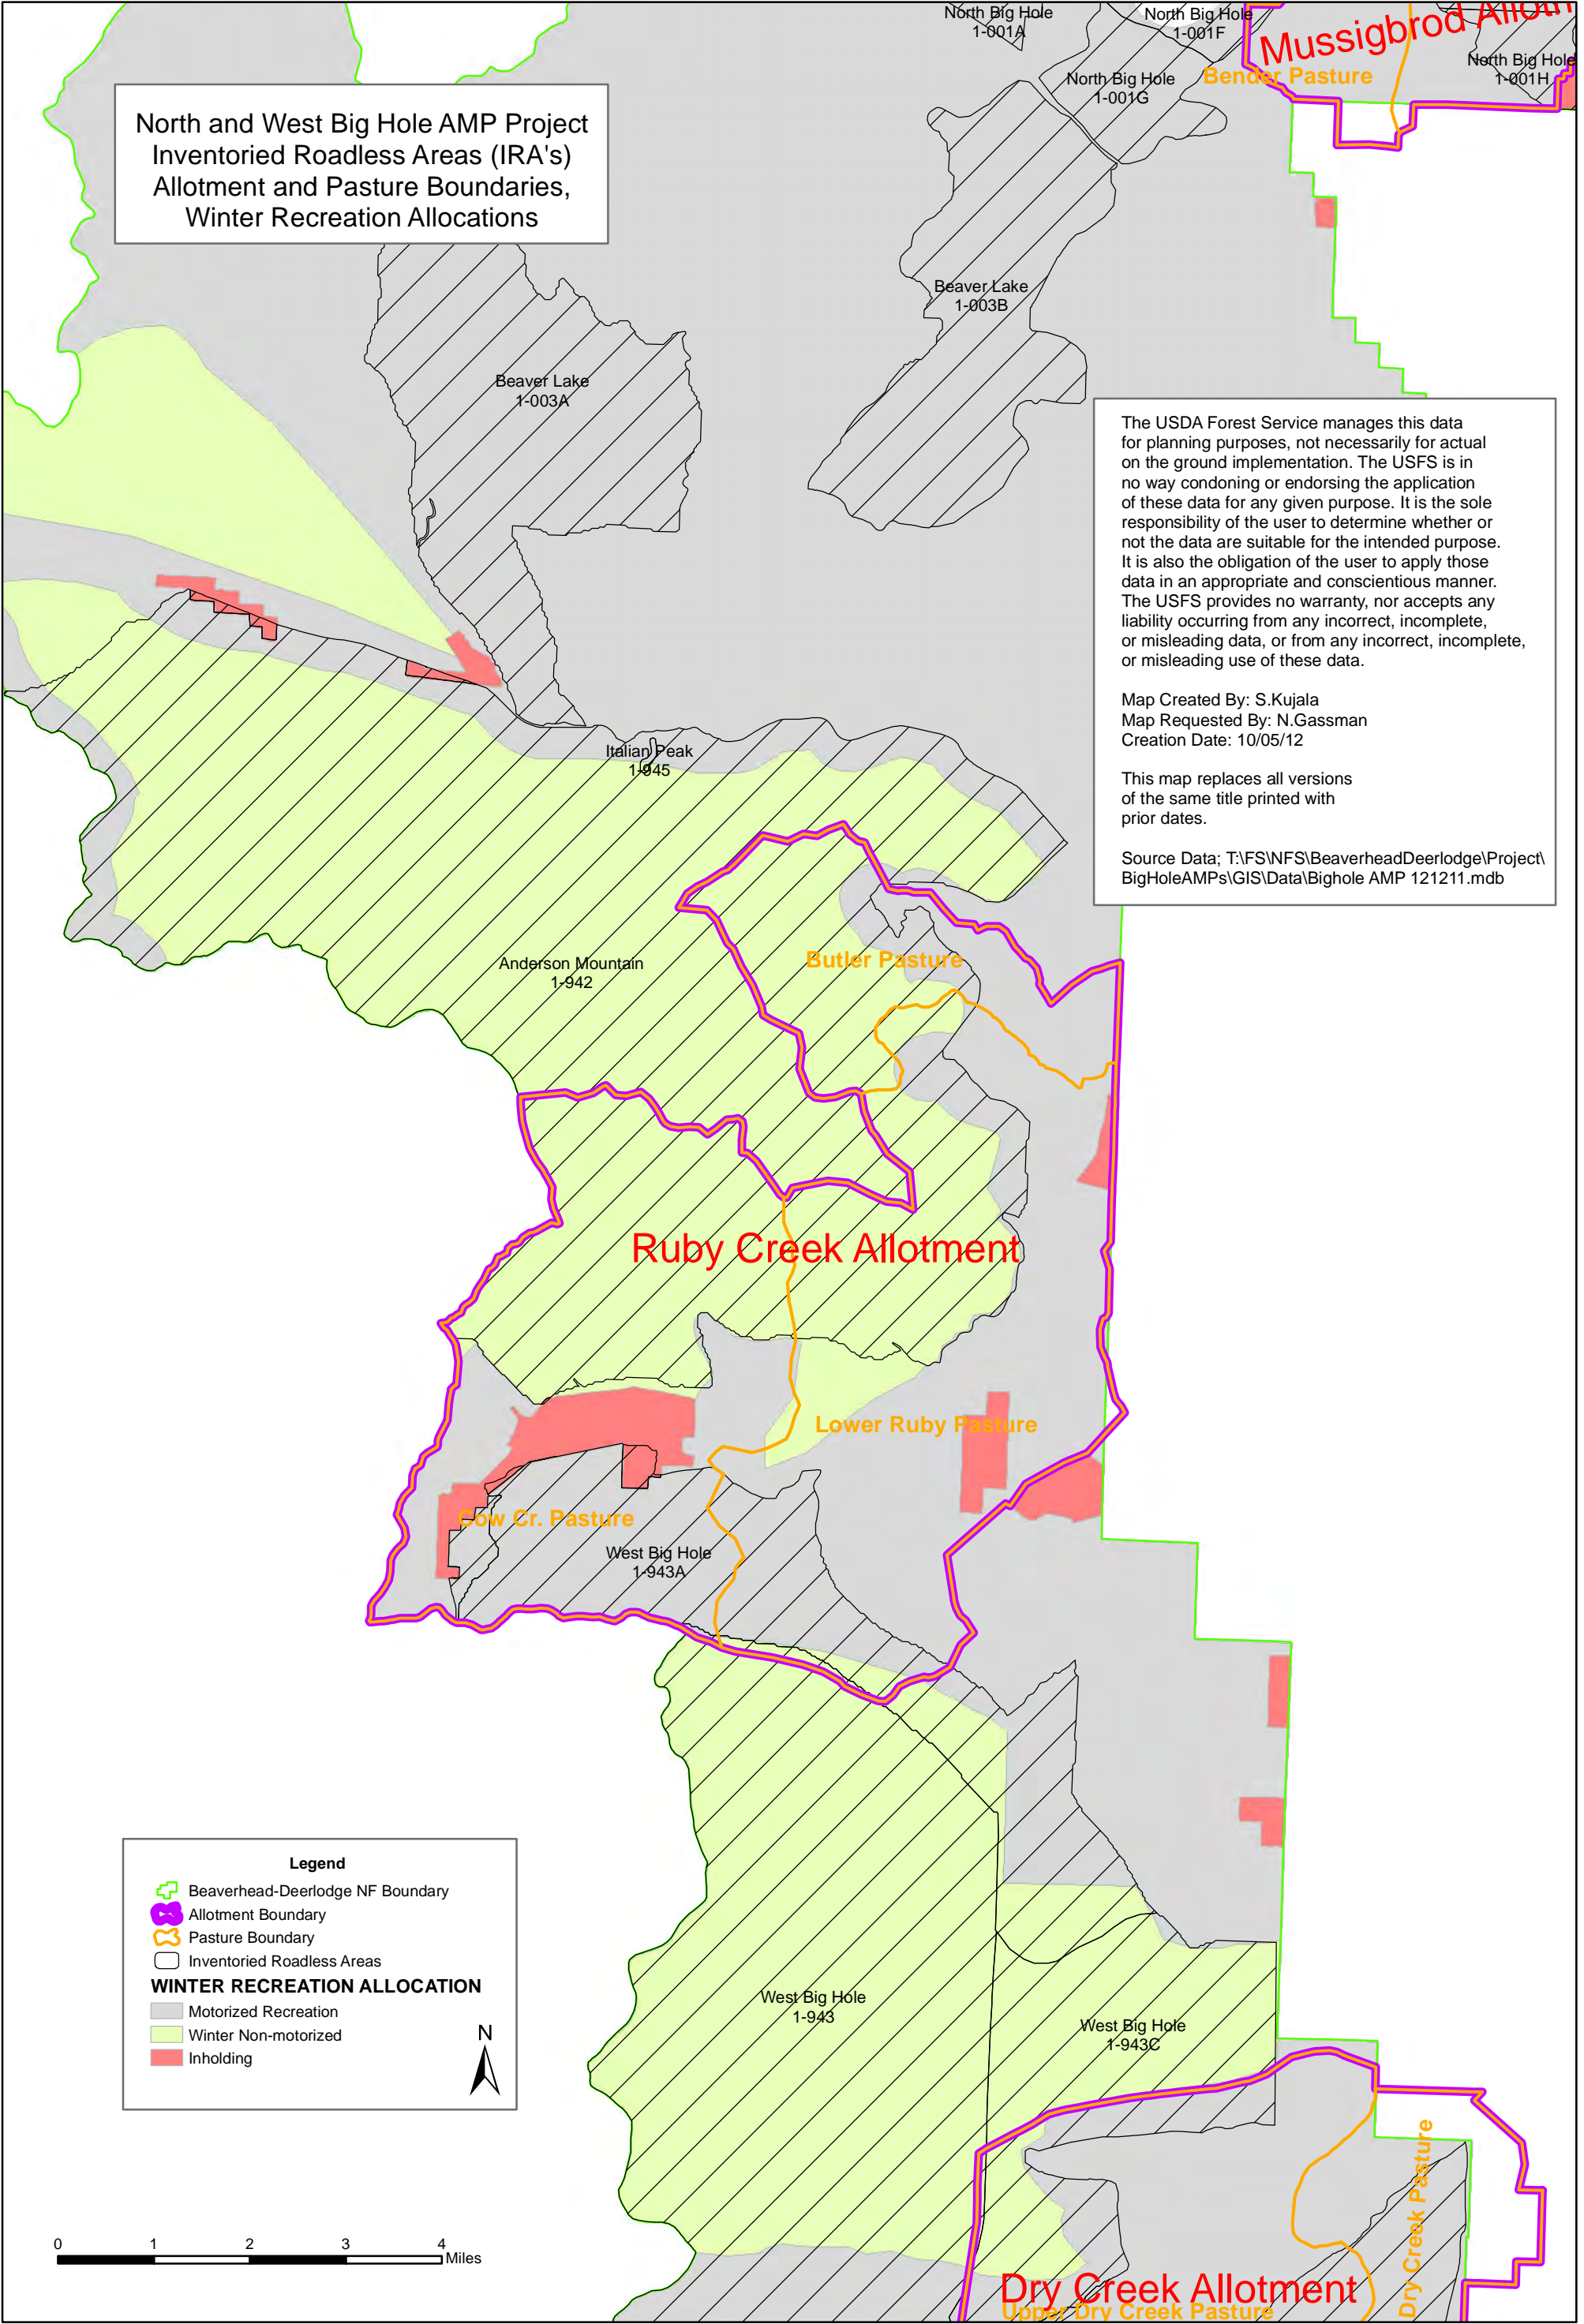 North Big Hole
1-001A
North Big Hole
1-001F
North Big Hole
1-001G
Bender Pasture
North Big Hole
1-001H
North and West Big Hole AMP Project
Inventoried Roadless Areas (IRA's)
Allotment and Pasture Boundaries,
Winter Recreation Allocations
Beaver Lake
1-003B
Beaver Lake
1-003A
The USDA Forest Service manages this data
for planning purposes, not necessarily for actual
on the ground implementation. The USFS is in
no way condoning or endorsing the application
of these data for any given purpose. It is the sole
responsibility of the user to determine whether or
not the data are suitable for the intended purpose.
It is also the obligation of the user to apply those
data in an appropriate and conscientious manner.
The USFS provides no warranty, nor accepts any
liability occurring from any incorrect, incomplete,
or misleading data, or from any incorrect, incomplete,
or misleading use of these data.
Map Created By: S.Kujala
Map Requested By: N.Gassman
Creation Date: 10/05/12
This map replaces all versions
of the same title printed with
prior dates.
Source Data; T:\FS\NFS\BeaverheadDeerlodge\Project\
BigHoleAMPs\GIS\Data\Bighole AMP 121211.mdb
Italian Peak
1-945
Butler Pasture
Anderson Mountain
1-942
Ruby Creek Allotment
Lower Ruby Pasture
Cow Cr. Pasture
West Big Hole
1-943A
Legend
Beaverhead-Deerlodge NF Boundary
Allotment Boundary
Pasture Boundary
Inventoried Roadless Areas
WINTER RECREATION ALLOCATION
Motorized Recreation
Winter Non-motorized
Inholding
N
West Big Hole
1-943
West Big Hole
1-943C
Dry Creek Pasture
0 1 2 3 4
Miles
Dry Creek Allotment
Upper Dry Creek Pasture
Mussigbrod